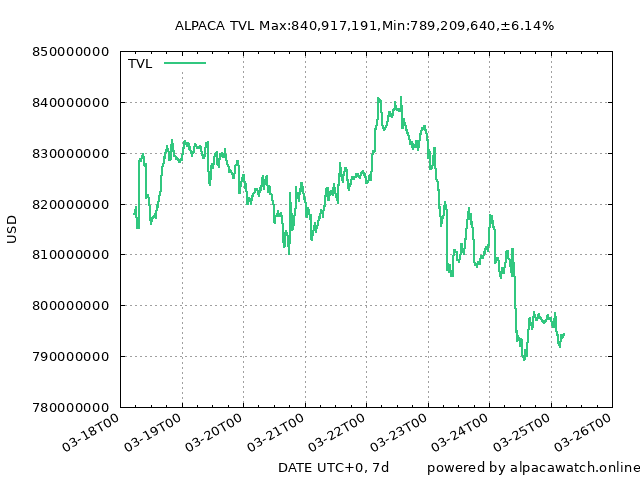 ALPACA TVL Max:840,917,191,Min:789,209,640,±6.14%
850000000
TVL
840000000
830000000
820000000
USD
810000000
800000000
790000000
780000000
03-18T00
03-19T00
03-20T00
03-21T00
03-22T00
03-23T00
03-24T00
03-25T00
03-26T00
DATE UTC+0, 7d
powered by alpacawatch.online